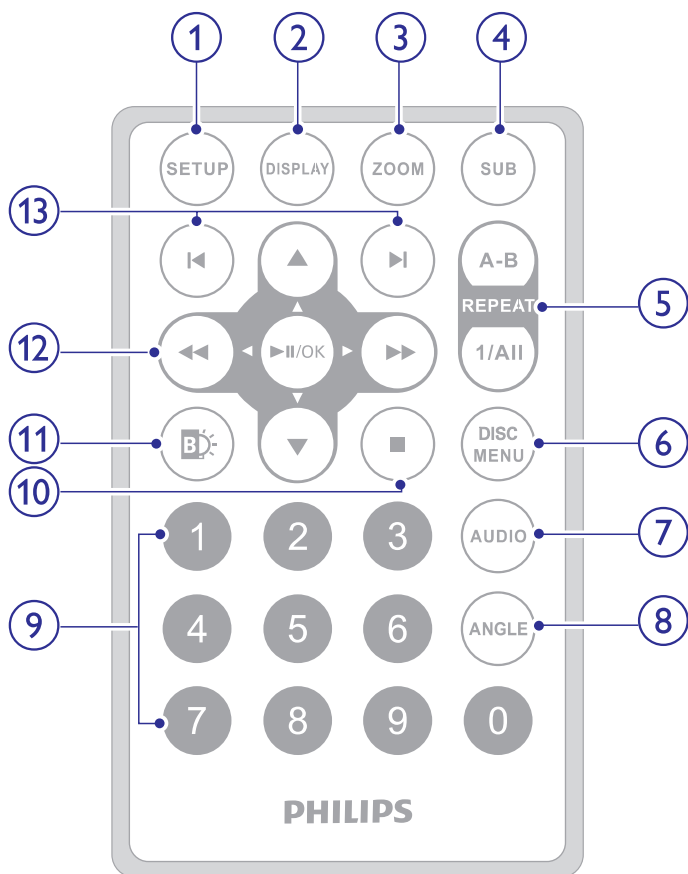 1 2 3 4
SETUP DISPLAY ZOOM SUB
13
A-B
REPEAT 5
12 ▶II/OK 1/All
11 B DISC MENU 6
10
1 2 3 AUDIO 7
9 4 5 6 ANGLE 8
7 8 9 0
PHILIPS